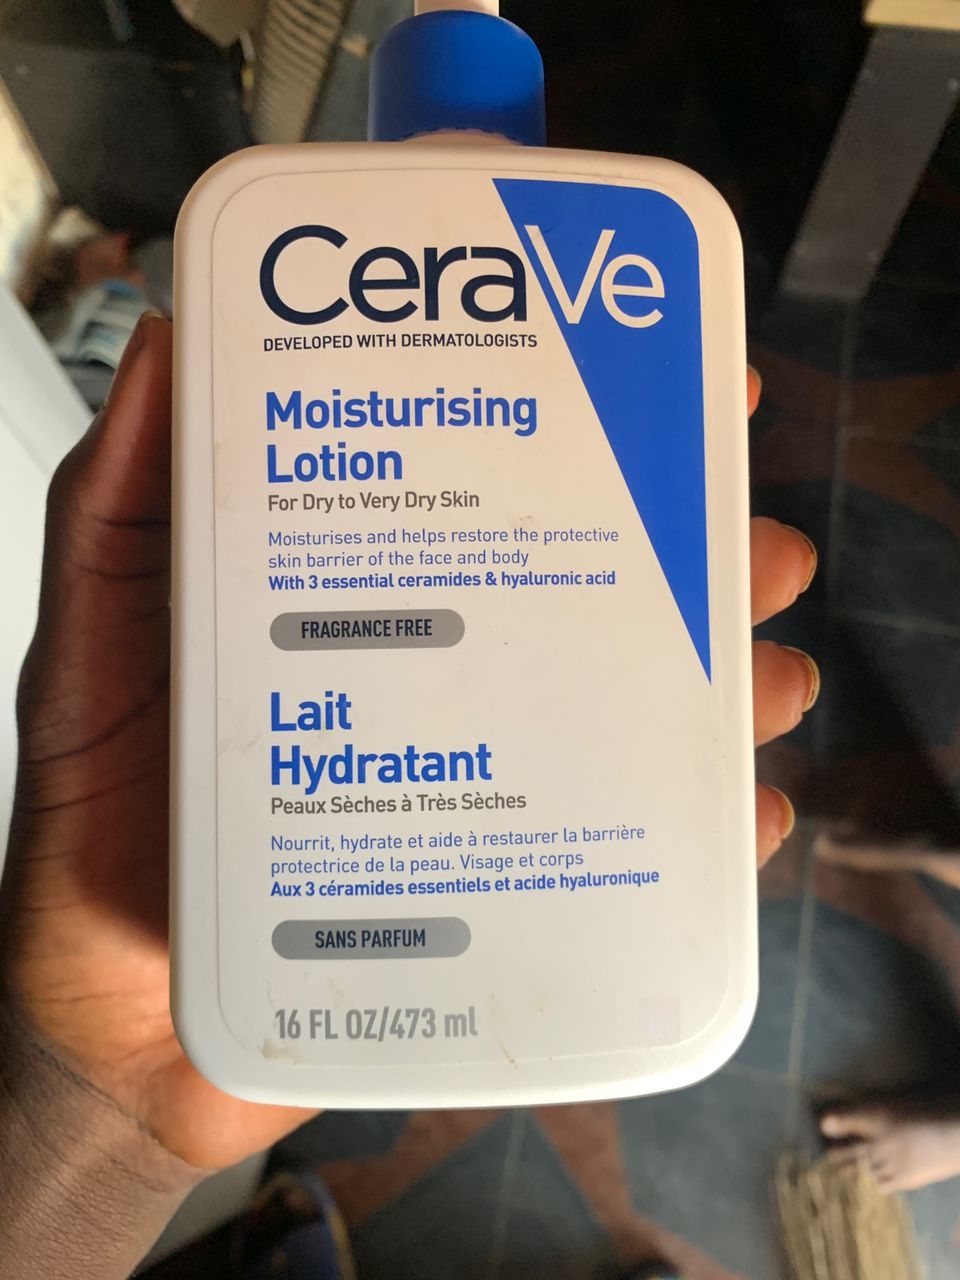 CeraVe
DEVELOPED WITH DERMATOLOGISTS
Moisturising
Lotion
For Dry to Very Dry Skin
Moisturises and helps restore the protective
skin barrier of the face and body
With 3 essential ceramides & hyaluronic acid
FRAGRANCE FREE
Lait
Hydratant
Peaux Sèches à Très Sèches
Nourrit, hydrate et aide à restaurer la barrière
protectrice de la peau. Visage et corps
Aux 3 céramides essentiels et acide hyaluronique
SANS PARFUM
16 FL OZ/473 ml